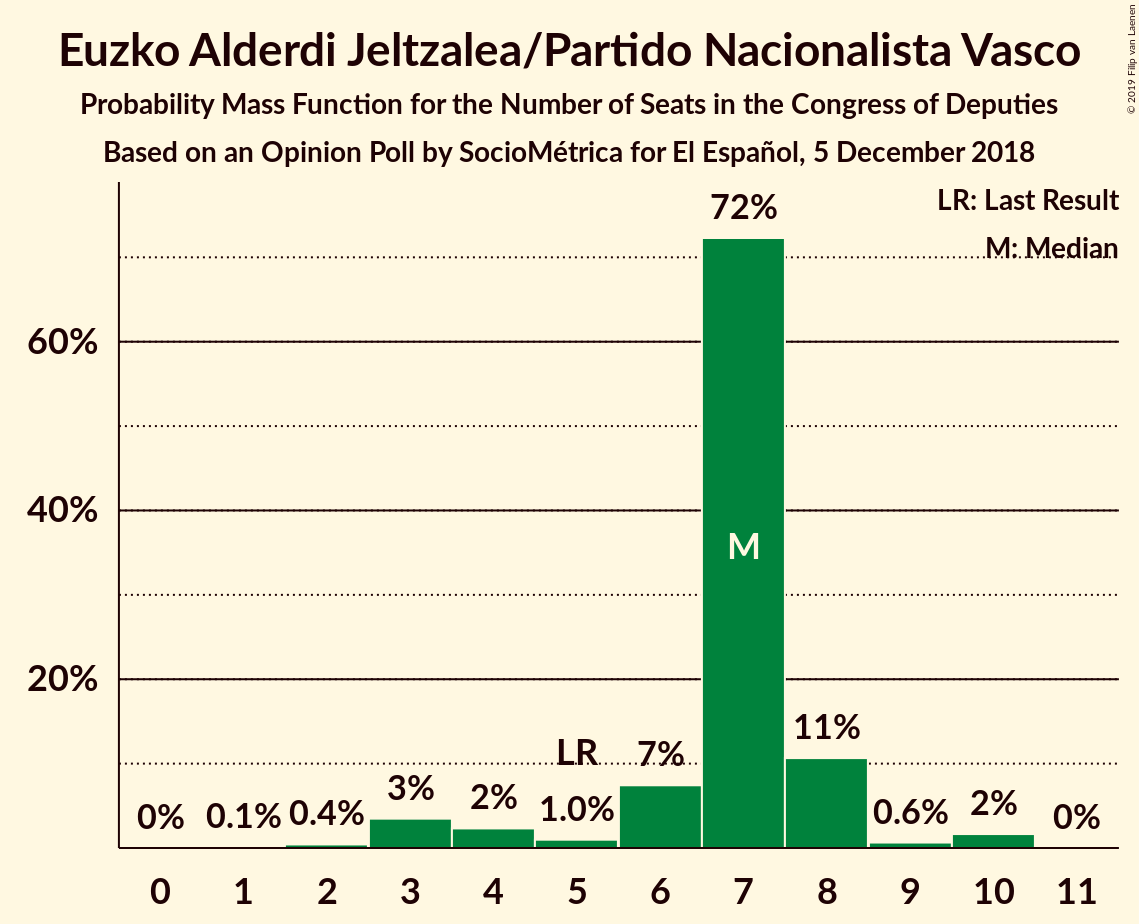 Euzko Alderdi Jeltzalea/Partido Nacionalista Vasco
Probability Mass Function for the Number of Seats in the Congress of Deputies
Based on an Opinion Poll by SocioMétrica for El Español, 5 December 2018
© 2019 Filip van Laenen
LR: Last Result
M: Median
72%
60%
40%
20%
M
LR
0%
0.1%
0.4%
3%
2%
1.0%
7%
11%
0.6%
2%
0%
0 1 2 3 4 5 6 7 8 9 10 11